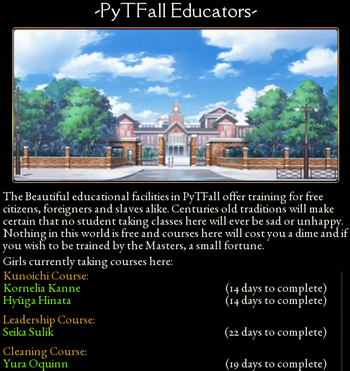 -PyTFall Educators-
The Beautiful educational facilities in PyTFall offer training for free
citizens, foreigners and slaves alike. Centuries old traditions will make
certain that no student taking classes here will ever be sad or unhappy.
Nothing in this world is free and courses here will cost you a dime and if
you wish to be trained by the Masters, a small fortune.
Girls currently taking courses here:
Kunoichi Course:
Kornelia Kanne (14 days to complete)
Hyūga Hinata (14 days to complete)
Leadership Course:
Seika Sulik (22 days to complete)
Cleaning Course:
Yura Oquinn (19 days to complete)